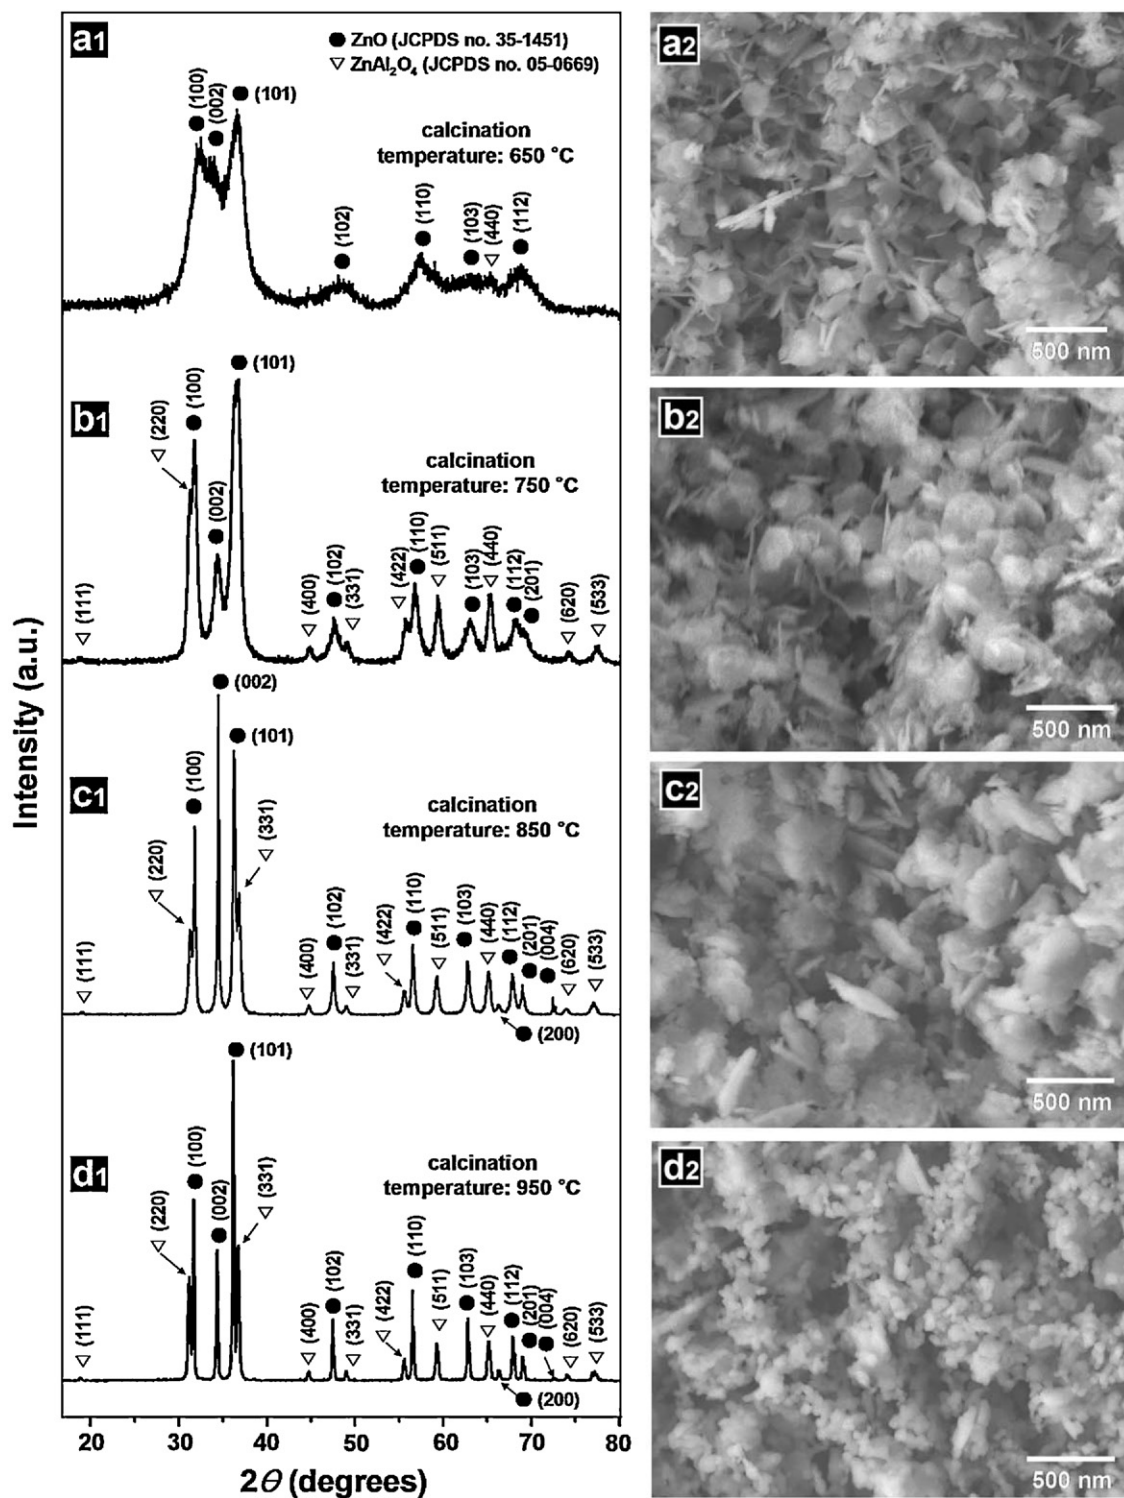 a1
● ZnO (JCPDS no. 35-1451)
▽ ZnAl₂O₄ (JCPDS no. 05-0669)
(100)
(002)
(101)
calcination
temperature: 650 °C
(102)
(110)
(103)
(440)
(112)
b1
(220)
(100)
(002)
(101)
calcination
temperature: 750 °C
(111)
(400)
(102)
(331)
(422)
(110)
(511)
(103)
(440)
(112)
(201)
(620)
(533)
c1
(220)
(100)
(002)
(101)
(331)
calcination
temperature: 850 °C
(111)
(400)
(102)
(331)
(422)
(110)
(511)
(103)
(440)
(112)
(201)
(004)
(620)
(533)
(200)
d1
(220)
(100)
(002)
(101)
(331)
calcination
temperature: 950 °C
(111)
(400)
(102)
(331)
(422)
(110)
(511)
(103)
(440)
(112)
(201)
(004)
(620)
(533)
(200)
Intensity (a.u.)
20 30 40 50 60 70 80
2Θ (degrees)
a2
500 nm
b2
500 nm
c2
500 nm
d2
500 nm